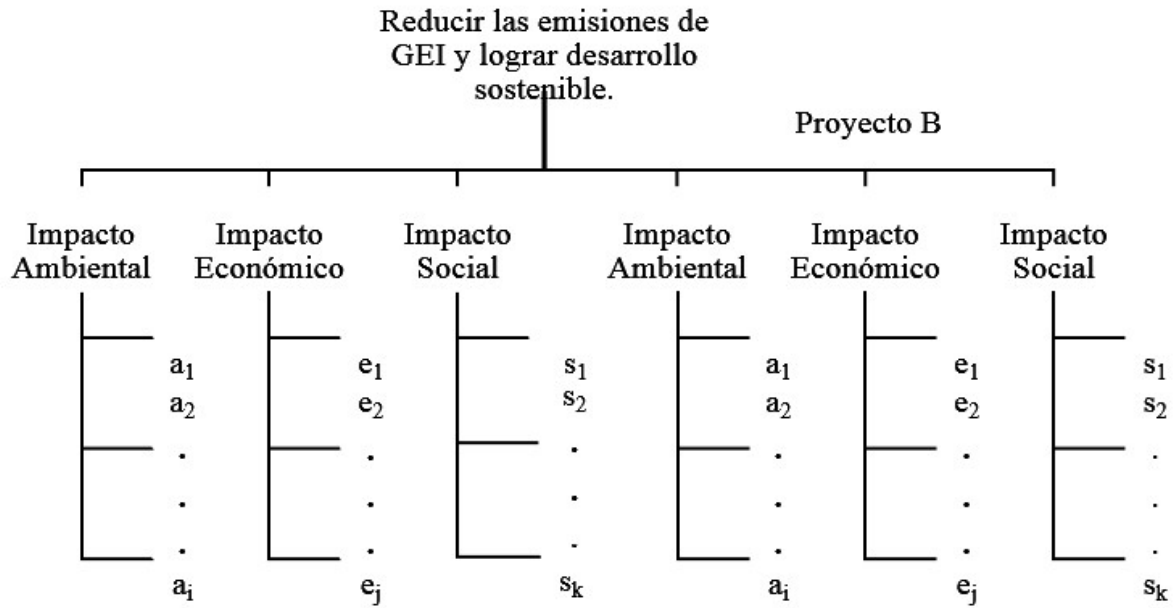 Reducir las emisiones de
GEI y lograr desarrollo
sostenible.
Proyecto B
Impacto
Ambiental
Impacto
Económico
Impacto
Social
Impacto
Ambiental
Impacto
Económico
Impacto
Social
a₁ e₁ s₁ a₁ e₁ s₁
a₂ e₂ s₂ a₂ e₂ s₂
. . . . . .
. . . . . .
. . . . . .
aᵢ eⱼ sₖ aᵢ eⱼ sₖ